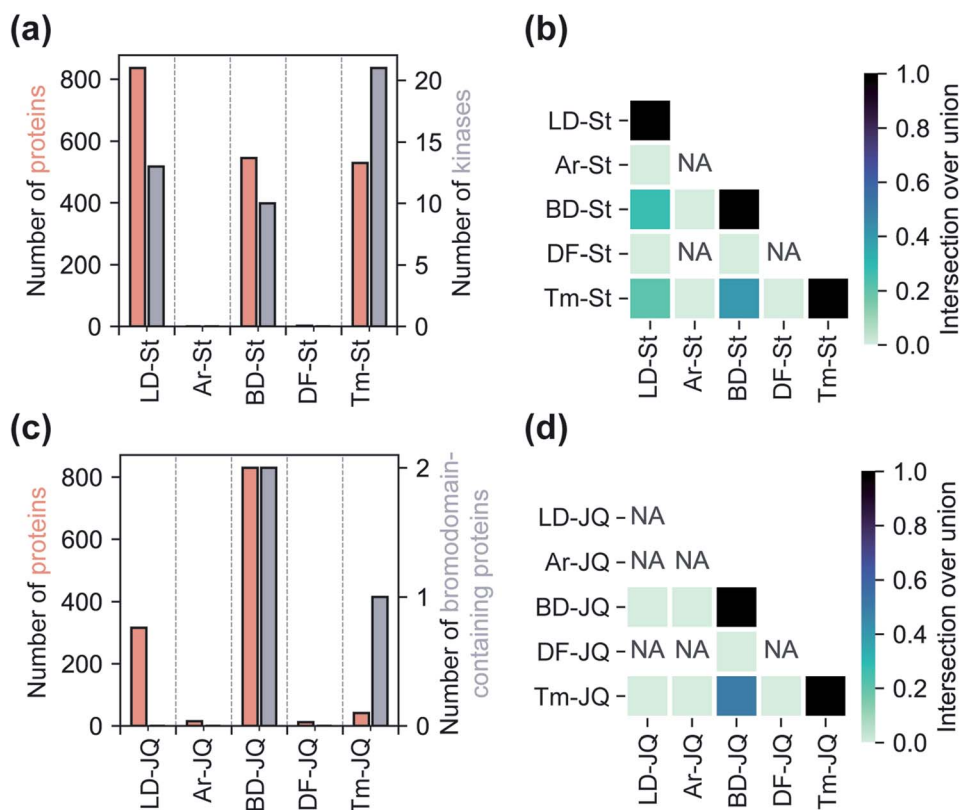 (a)
Number of proteins
800
600
400
200
0
20
15
10
5
0
Number of kinases
LD-St
Ar-St
BD-St
DF-St
Tm-St
(b)
LD-St
Ar-St NA
BD-St
DF-St NA NA
Tm-St
LD-St
Ar-St
BD-St
DF-St
Tm-St
1.0
0.8
0.6
0.4
0.2
0.0
Intersection over union
(c)
Number of proteins
800
600
400
200
0
2
1
0
Number of bromodomain-
containing proteins
LD-JQ
Ar-JQ
BD-JQ
DF-JQ
Tm-JQ
(d)
LD-JQ NA
Ar-JQ NA NA
BD-JQ
DF-JQ NA NA NA
Tm-JQ
LD-JQ
Ar-JQ
BD-JQ
DF-JQ
Tm-JQ
1.0
0.8
0.6
0.4
0.2
0.0
Intersection over union